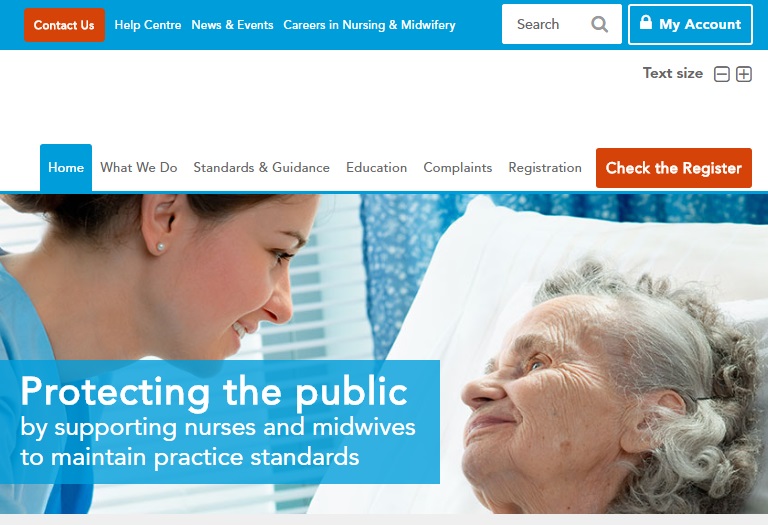 Contact Us
Help Centre
News & Events
Careers in Nursing & Midwifery
Search
My Account
Text size
Home
What We Do
Standards & Guidance
Education
Complaints
Registration
Check the Register
Protecting the public
by supporting nurses and midwives
to maintain practice standards